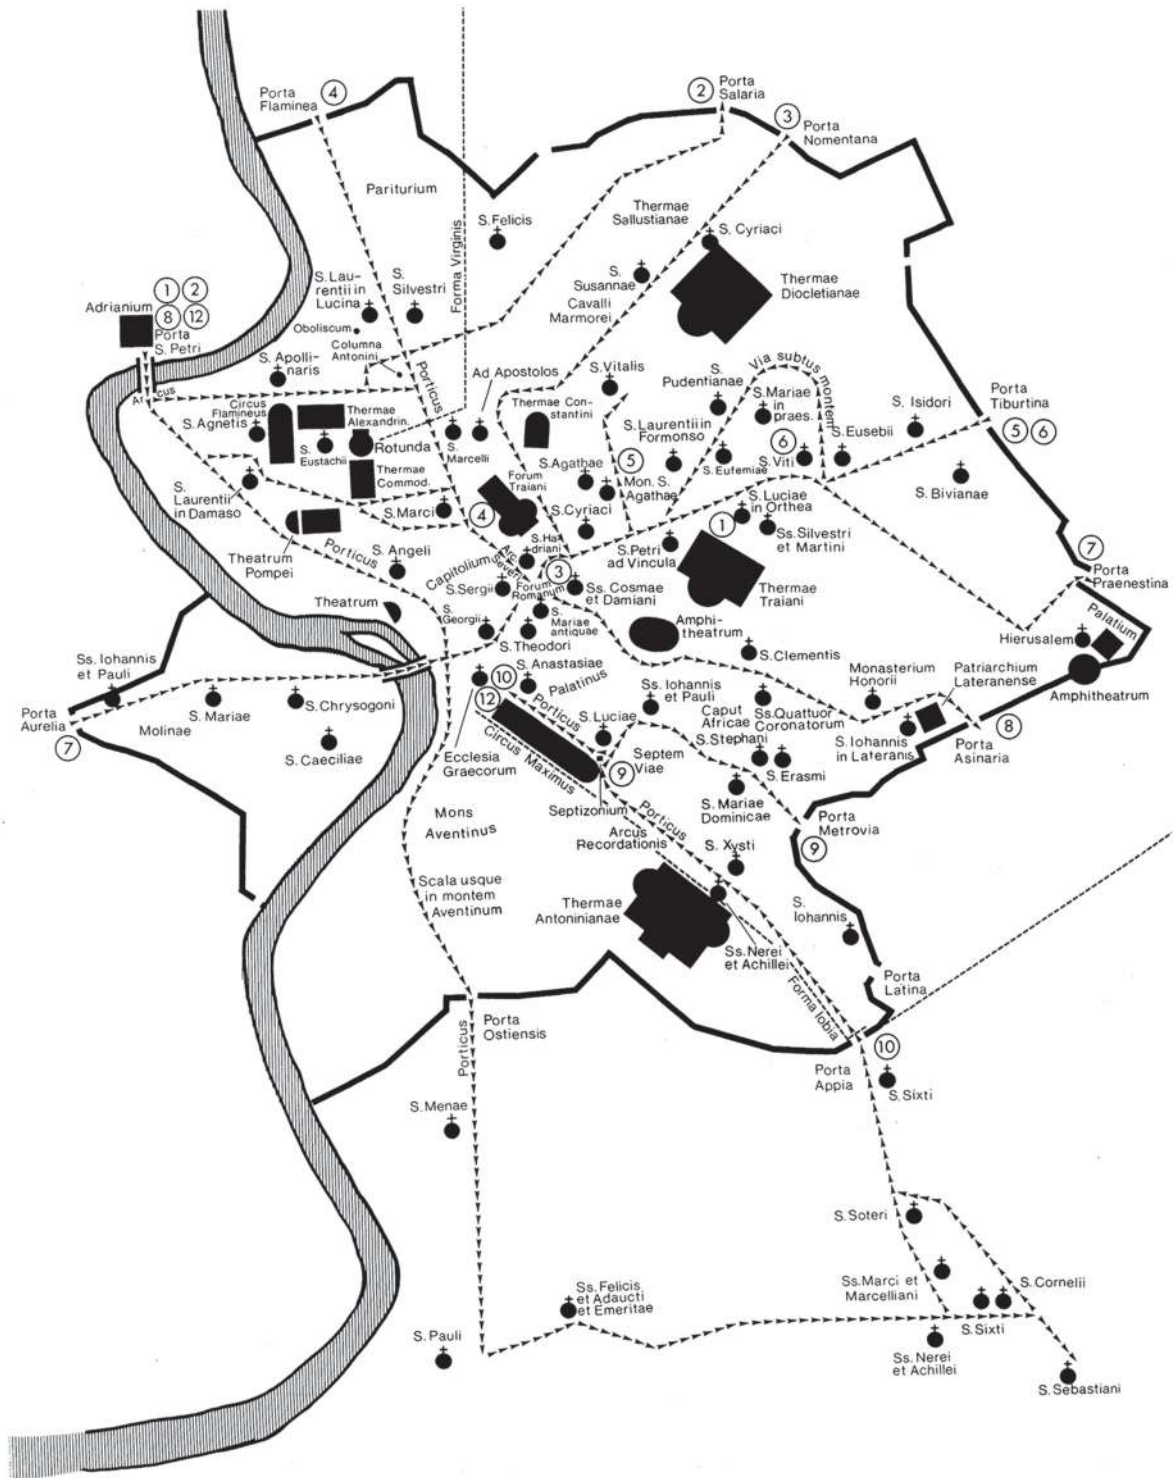 Porta
Flaminea
4
2
Porta
Salaria
3
Porta
Nomentana
Pariturium
Forma Virginis
S. Felicis
Thermae
Sallustianae
S. Cyriaci
S.
Susannae
Cavalli
Marmorei
Thermae
Diocletianae
S. Lau-
rentii in
Lucina
S.
Silvestri
Oboliscum
Columna
Antonini
Adrianium
1
2
8
12
Porta
S. Petri
Arcus
S. Apolli-
naris
Porticus
Ad Apostolos
S. Vitalis
S.
Pudentianae
Via subtus
montem
S. Mariae
in
praes.
S. Isidori
Porta
Tiburtina
5
6
Circus
Flamineus
Thermae
Alexandrin.
Thermae Con-
stantini
S. Agnetis
S.
Eustachii
Rotunda
S.
Marcelli
S. Laurentii in
Formonso
6
S. Eusebii
S. Eufemiae
S. Viti
S. Bivianae
Thermae
Commod.
Forum
Traiani
S. Agathae
5
Mon. S.
Agathae
S.
Laurentii
in Damaso
S. Marci
4
S. Cyriaci
S. Luciae
in Orthea
1
Ss. Silvestri
et Martini
Theatrum
Pompei
Porticus
S. Angeli
Capitolium
Arc.
Severi
S. Ha-
driani
3
S. Petri
ad Vincula
Thermae
Traiani
7
Porta
Praenestina
S. Sergii
Forum
Romanum
Ss. Cosmae
et Damiani
Theatrum
S.
Georgii
S.
Mariae
antiquae
S. Theodori
Amphi-
theatrum
S. Clementis
Hierusalem
Palatium
Amphitheatrum
Ss. Iohannis
et Pauli
10
12
S. Anastasiae
Palatinus
Ss. Iohannis
et Pauli
Monasterium
Honorii
Patriarchium
Lateranense
Porta
Aurelia
7
Molinae
S. Mariae
S. Chrysogoni
S. Caeciliae
Porticus
S. Luciae
Caput
Africae
Ss. Quattuor
Coronatorum
S. Iohannis
in Lateranis
8
Porta
Asinaria
Ecclesia
Graecorum
Circus Maximus
Septem
Viae
9
S. Stephani
S. Erasmi
Septizonium
S. Mariae
Dominicae
Porta
Metrovia
9
Mons
Aventinus
Porticus
Arcus
Recordationis
S. Xysti
Scala usque
in montem
Aventinum
Thermae
Antoninianae
Ss. Nerei
et Achillei
S.
Iohannis
Porta
Latina
Forma Iobia
Porta
Ostiensis
Porticus
Porta
Appia
10
S. Sixti
S. Menae
S. Soteri
Ss. Marci et
Marcelliani
S. Cornelii
Ss. Felicis
et Adaucti
et Emeritae
S. Pauli
S. Sixti
Ss. Nerei
et Achillei
S. Sebastiani